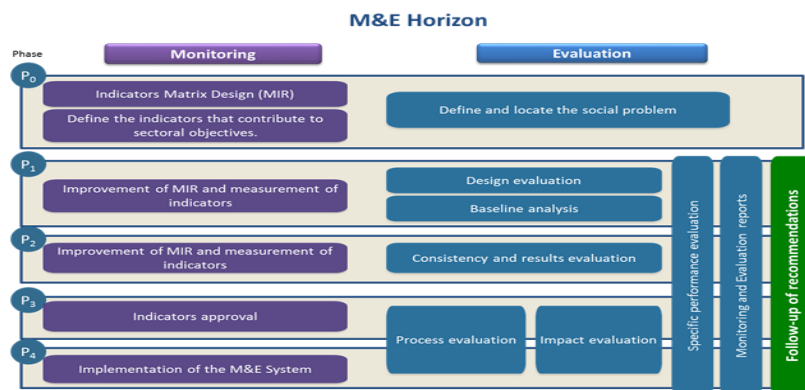 M&E Horizon
Phase
Monitoring
Evaluation
P0
Indicators Matrix Design (MIR)
Define the indicators that contribute to
sectoral objectives.
Define and locate the social problem
P1
Improvement of MIR and measurement of
indicators
Design evaluation
Baseline analysis
P2
Improvement of MIR and measurement of
indicators
Consistency and results evaluation
P3
Indicators approval
Process evaluation
Impact evaluation
P4
Implementation of the M&E System
Specific performance evaluation
Monitoring and Evaluation reports
Follow-up of recommendations